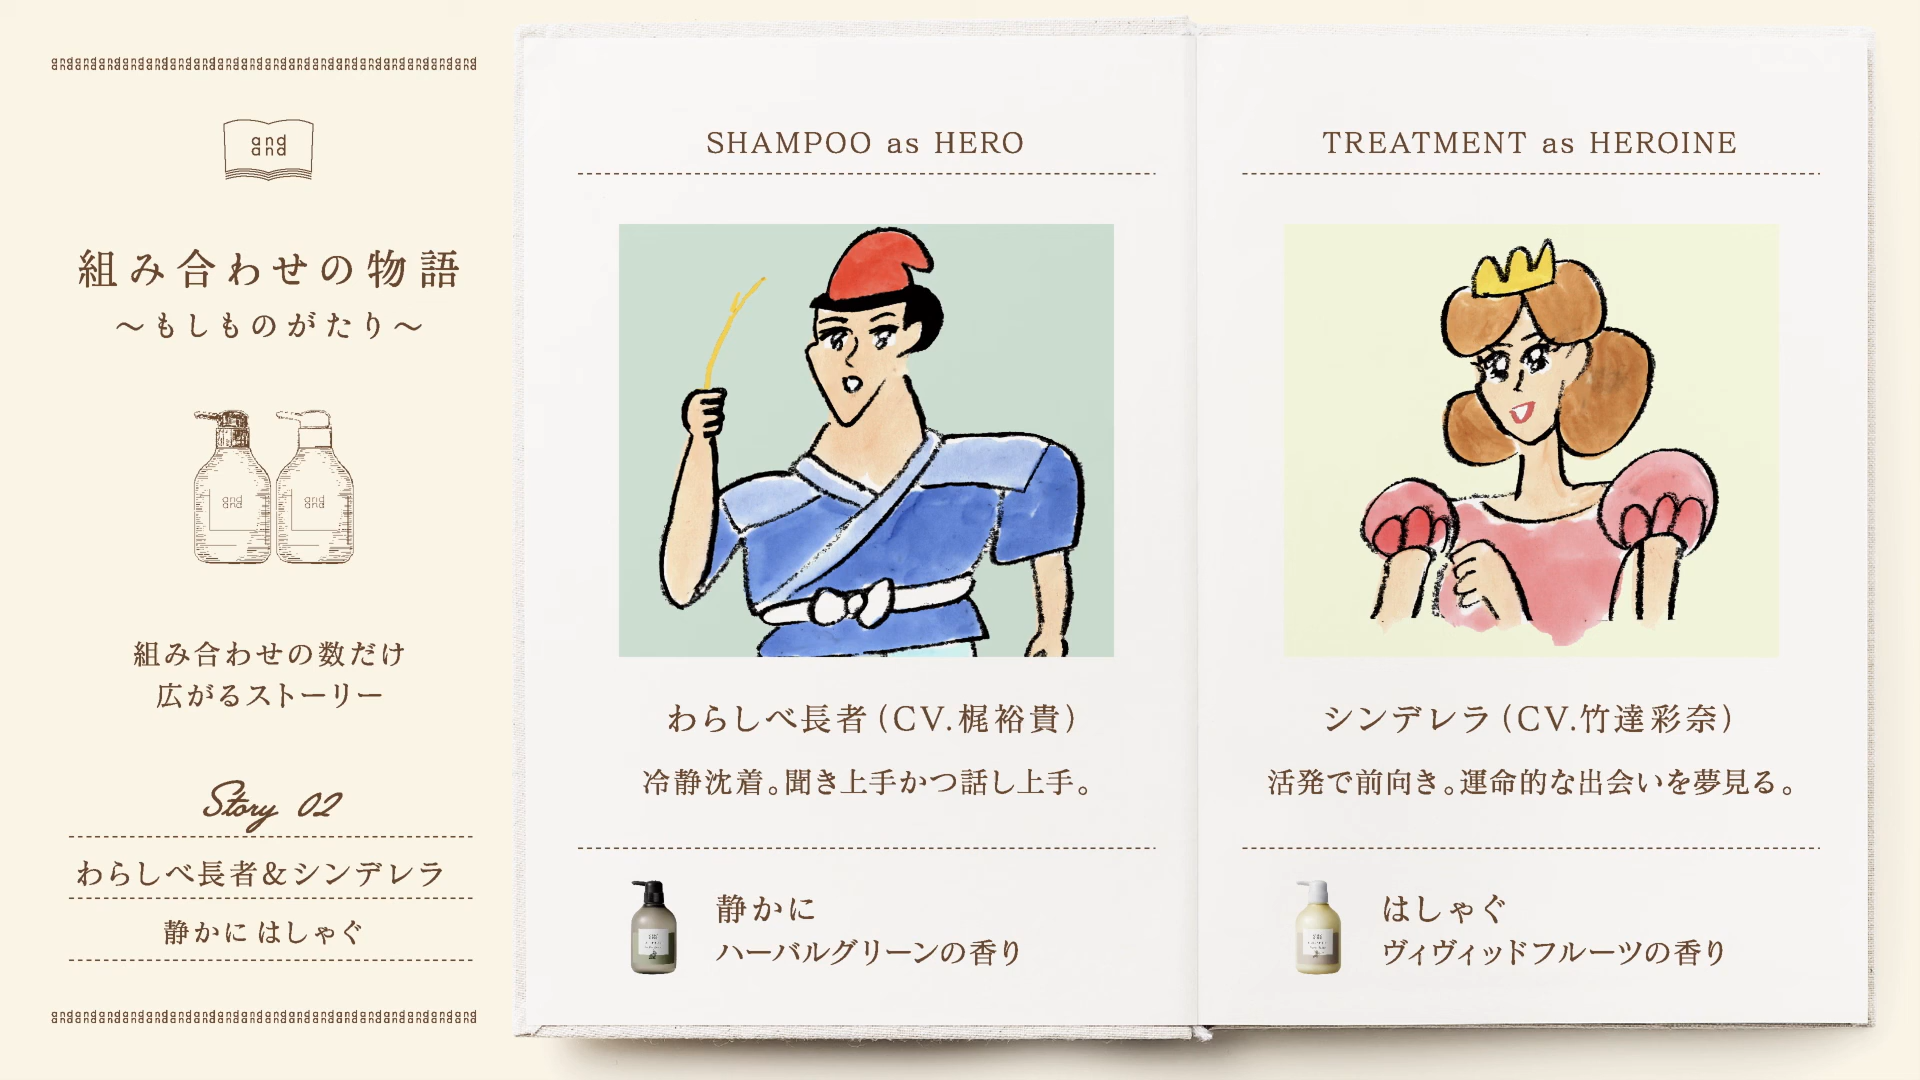 and
and
組み合わせの物語
〜もしものがたり〜
and
and
and
and
組み合わせの数だけ
広がるストーリー
Story 02
わらしべ長者&シンデレラ
静かに はしゃぐ
SHAMPOO as HERO
わらしべ長者（CV.梶裕貴）
冷静沈着。聞き上手かつ話し上手。
静かに
ハーバルグリーンの香り
TREATMENT as HEROINE
シンデレラ（CV.竹達彩奈）
活発で前向き。運命的な出会いを夢見る。
はしゃぐ
ヴィヴィッドフルーツの香り